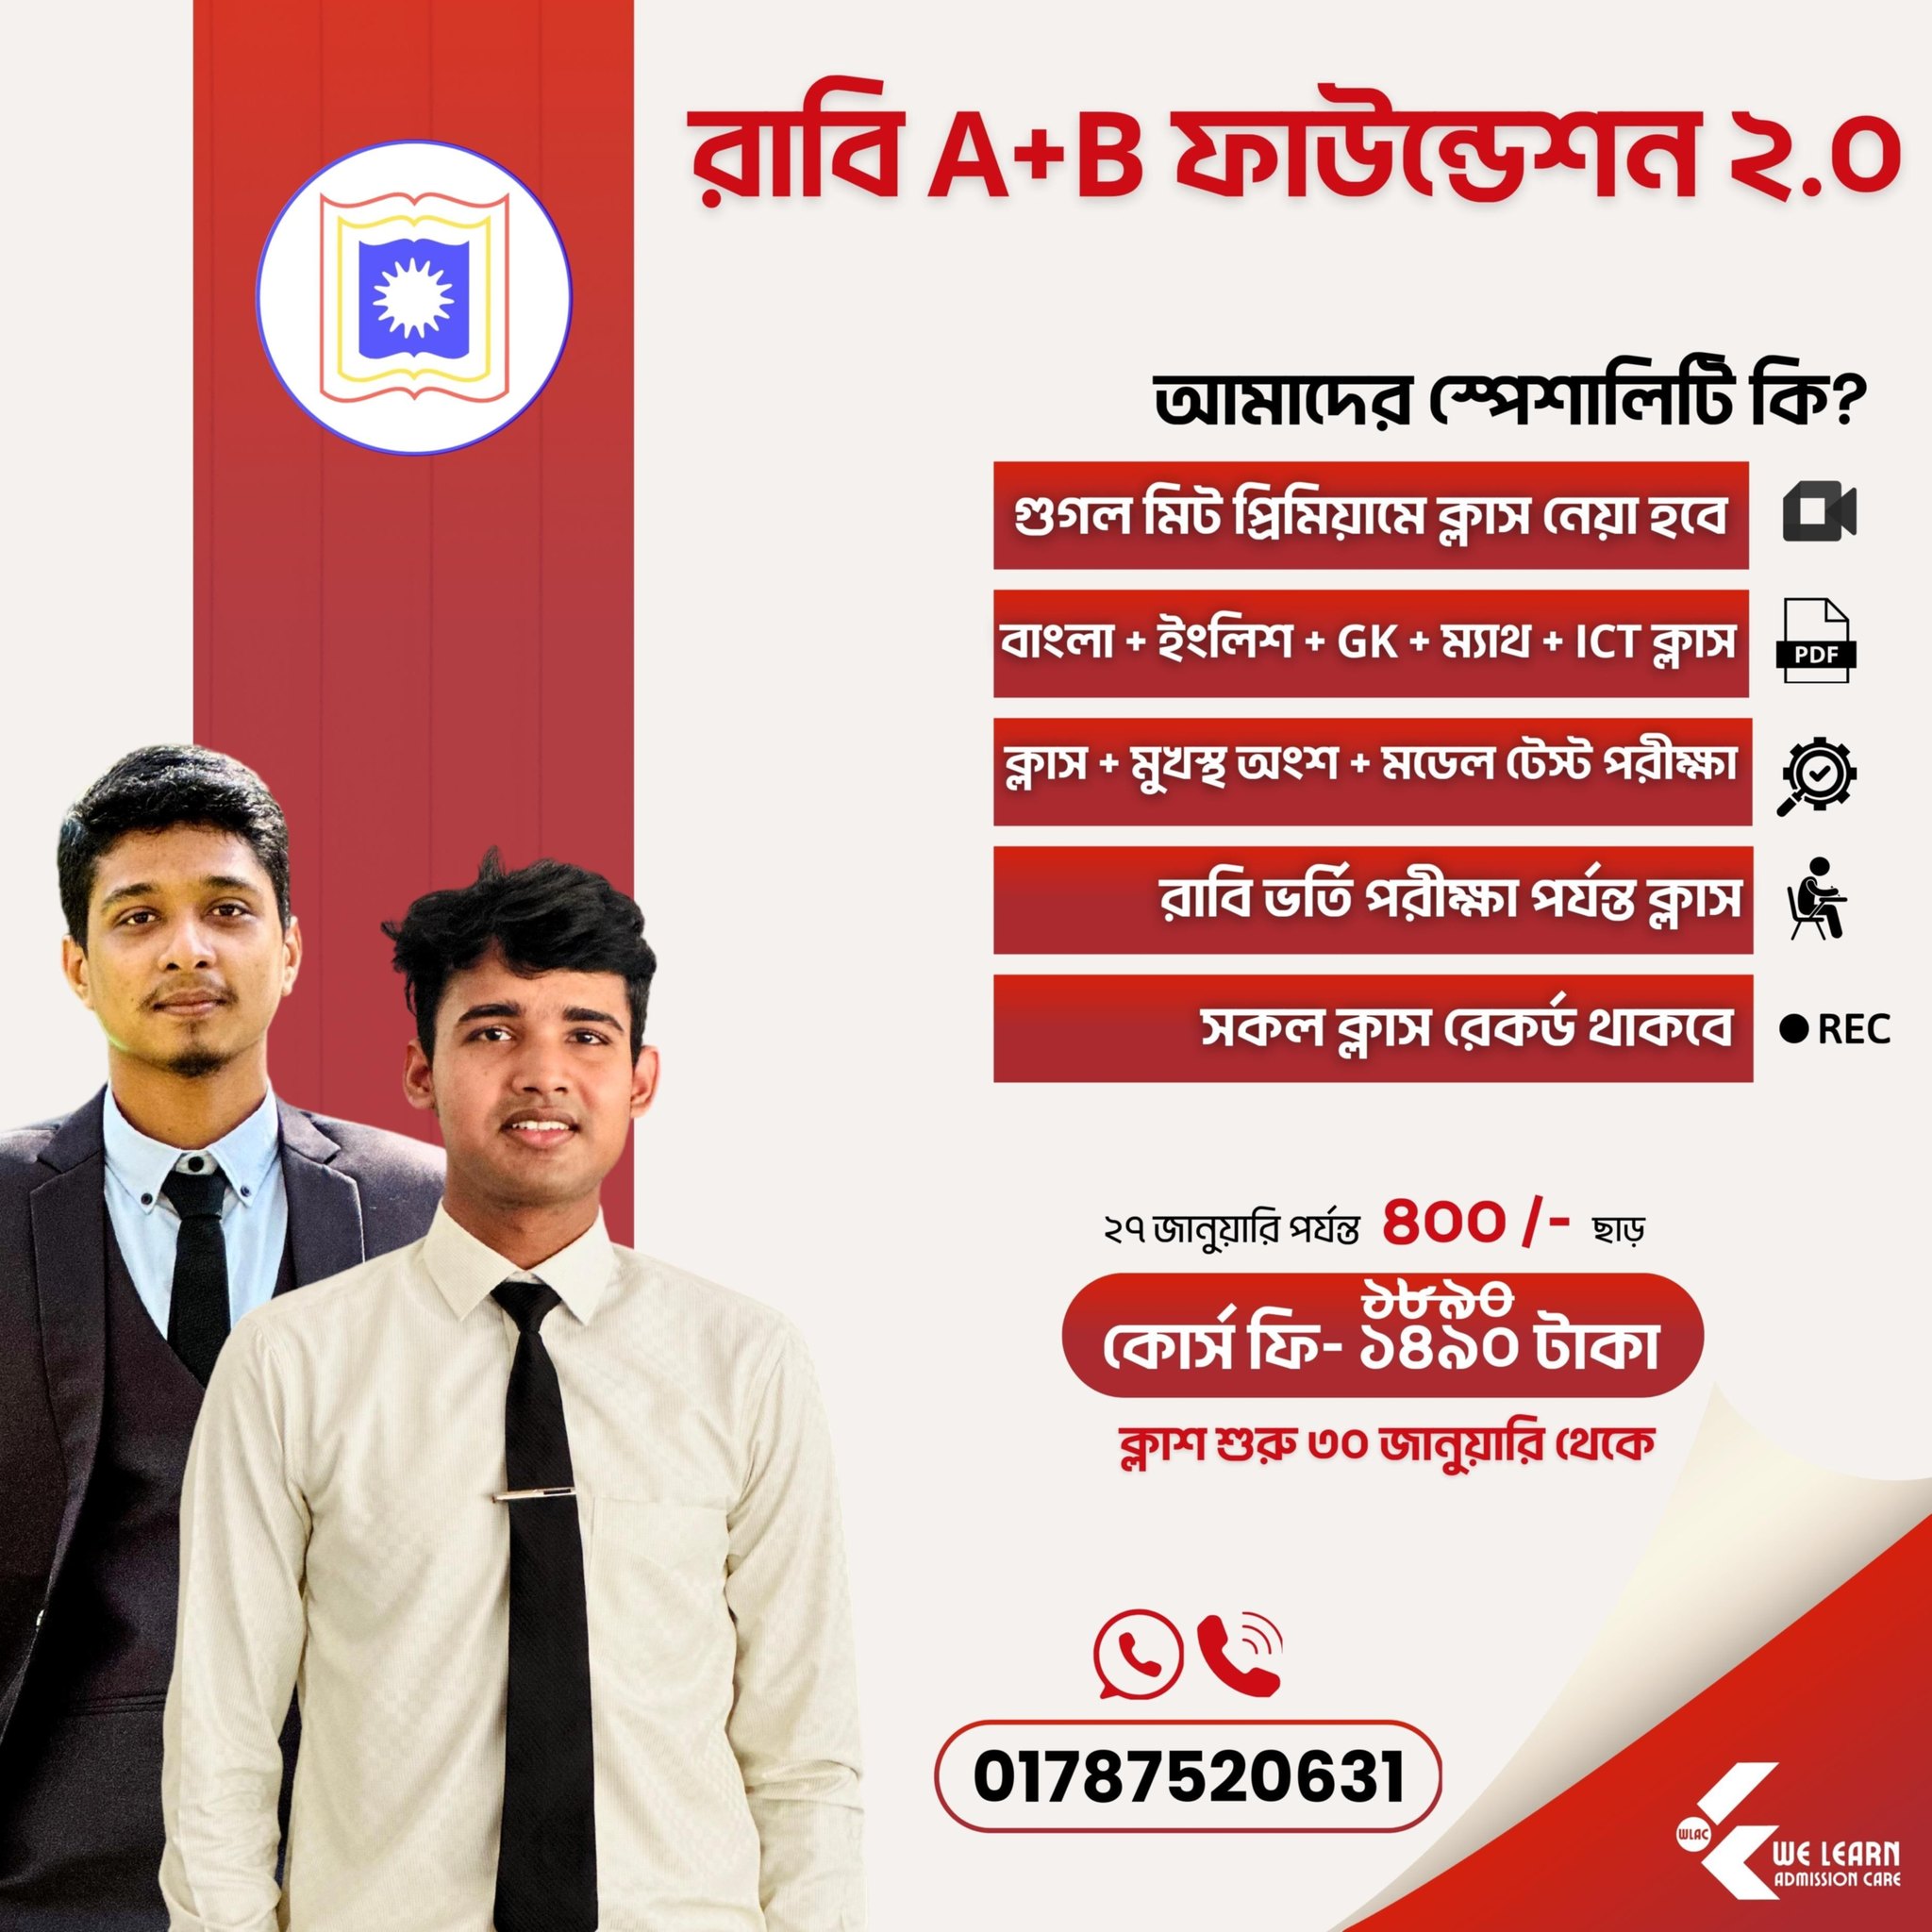 রাবি A+B ফাউন্ডেশন ২.০
আমাদের স্পেশালিটি কি?
গুগল মিট প্রিমিয়ামে ক্লাস নেয়া হবে
বাংলা + ইংলিশ + GK + ম্যাথ + ICT ক্লাস
PDF
ক্লাস + মুখস্থ অংশ + মডেল টেস্ট পরীক্ষা
রাবি ভর্তি পরীক্ষা পর্যন্ত ক্লাস
সকল ক্লাস রেকর্ড থাকবে
REC
২৭ জানুয়ারি পর্যন্ত ৪০০ /- ছাড়
১৮৯০
কোর্স ফি- ১৪৯০ টাকা
ক্লাশ শুরু ৩০ জানুয়ারি থেকে
01787520631
WLAC
WE LEARN
ADMISSION CARE